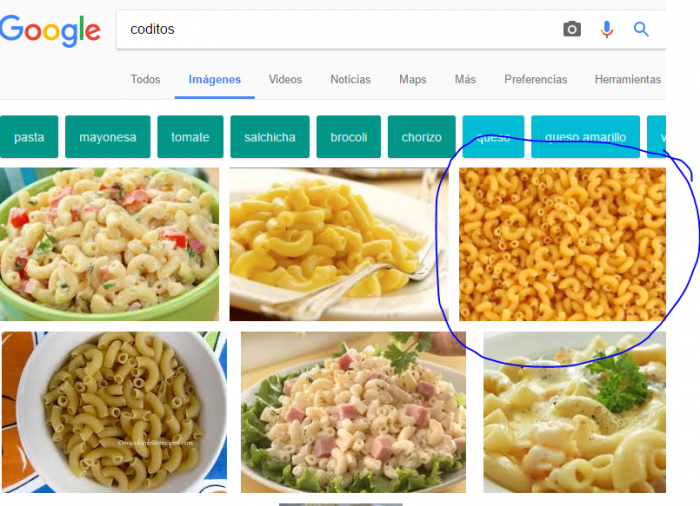 Google coditos
Todos Imágenes Videos Noticias Maps Más Preferencias Herramientas
pasta mayonesa tomate salchicha brocoli chorizo queso queso amarillo v